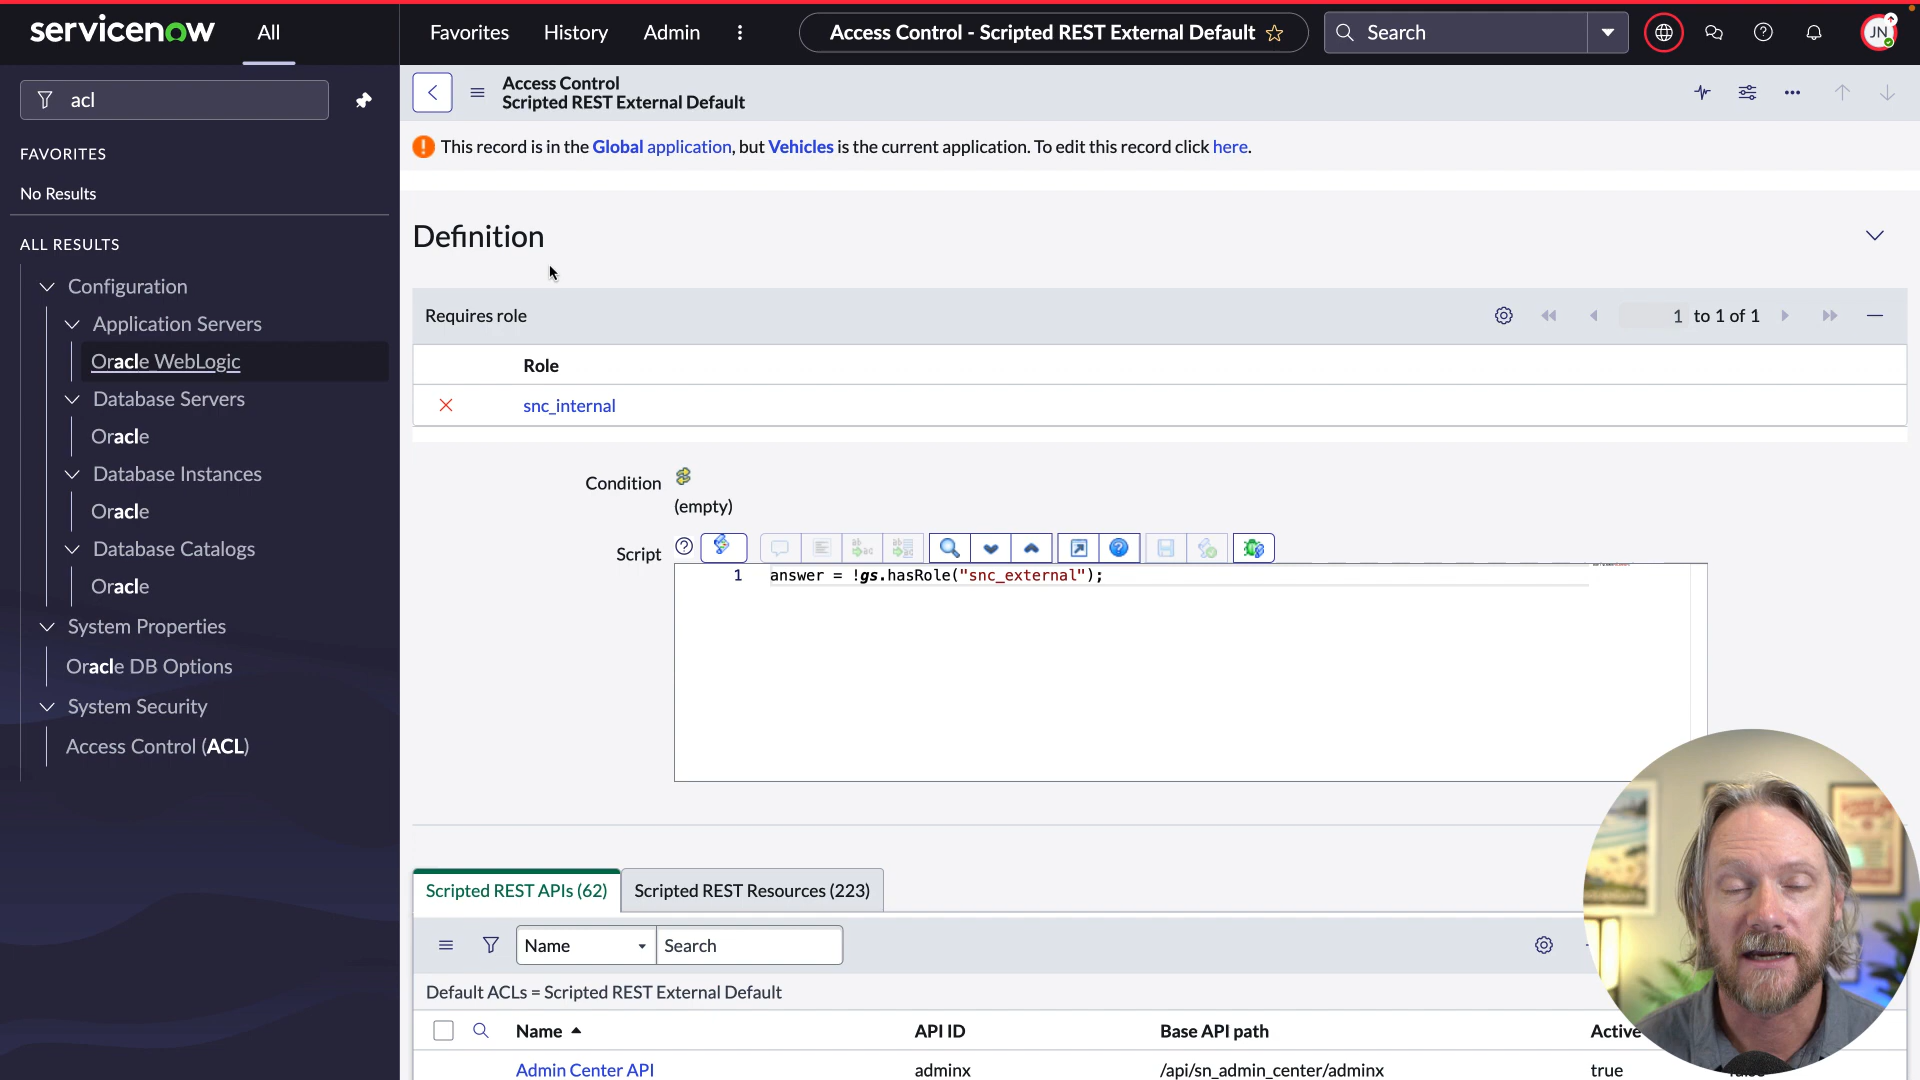 servicenow
All
Favorites
History
Admin
Access Control - Scripted REST External Default
Search
JN
acl
Access Control
Scripted REST External Default
This record is in the Global application, but Vehicles is the current application. To edit this record click here.
FAVORITES
No Results
ALL RESULTS
Configuration
Application Servers
Oracle WebLogic
Database Servers
Oracle
Database Instances
Oracle
Database Catalogs
Oracle
System Properties
Oracle DB Options
System Security
Access Control (ACL)
Definition
Requires role
1 to 1 of 1
Role
snc_internal
Condition
(empty)
Script
1 answer = !gs.hasRole("snc_external");
Scripted REST APIs (62)
Scripted REST Resources (223)
Name
Search
Default ACLs = Scripted REST External Default
Name
API ID
Base API path
Active
Admin Center API
adminx
/api/sn_admin_center/adminx
true